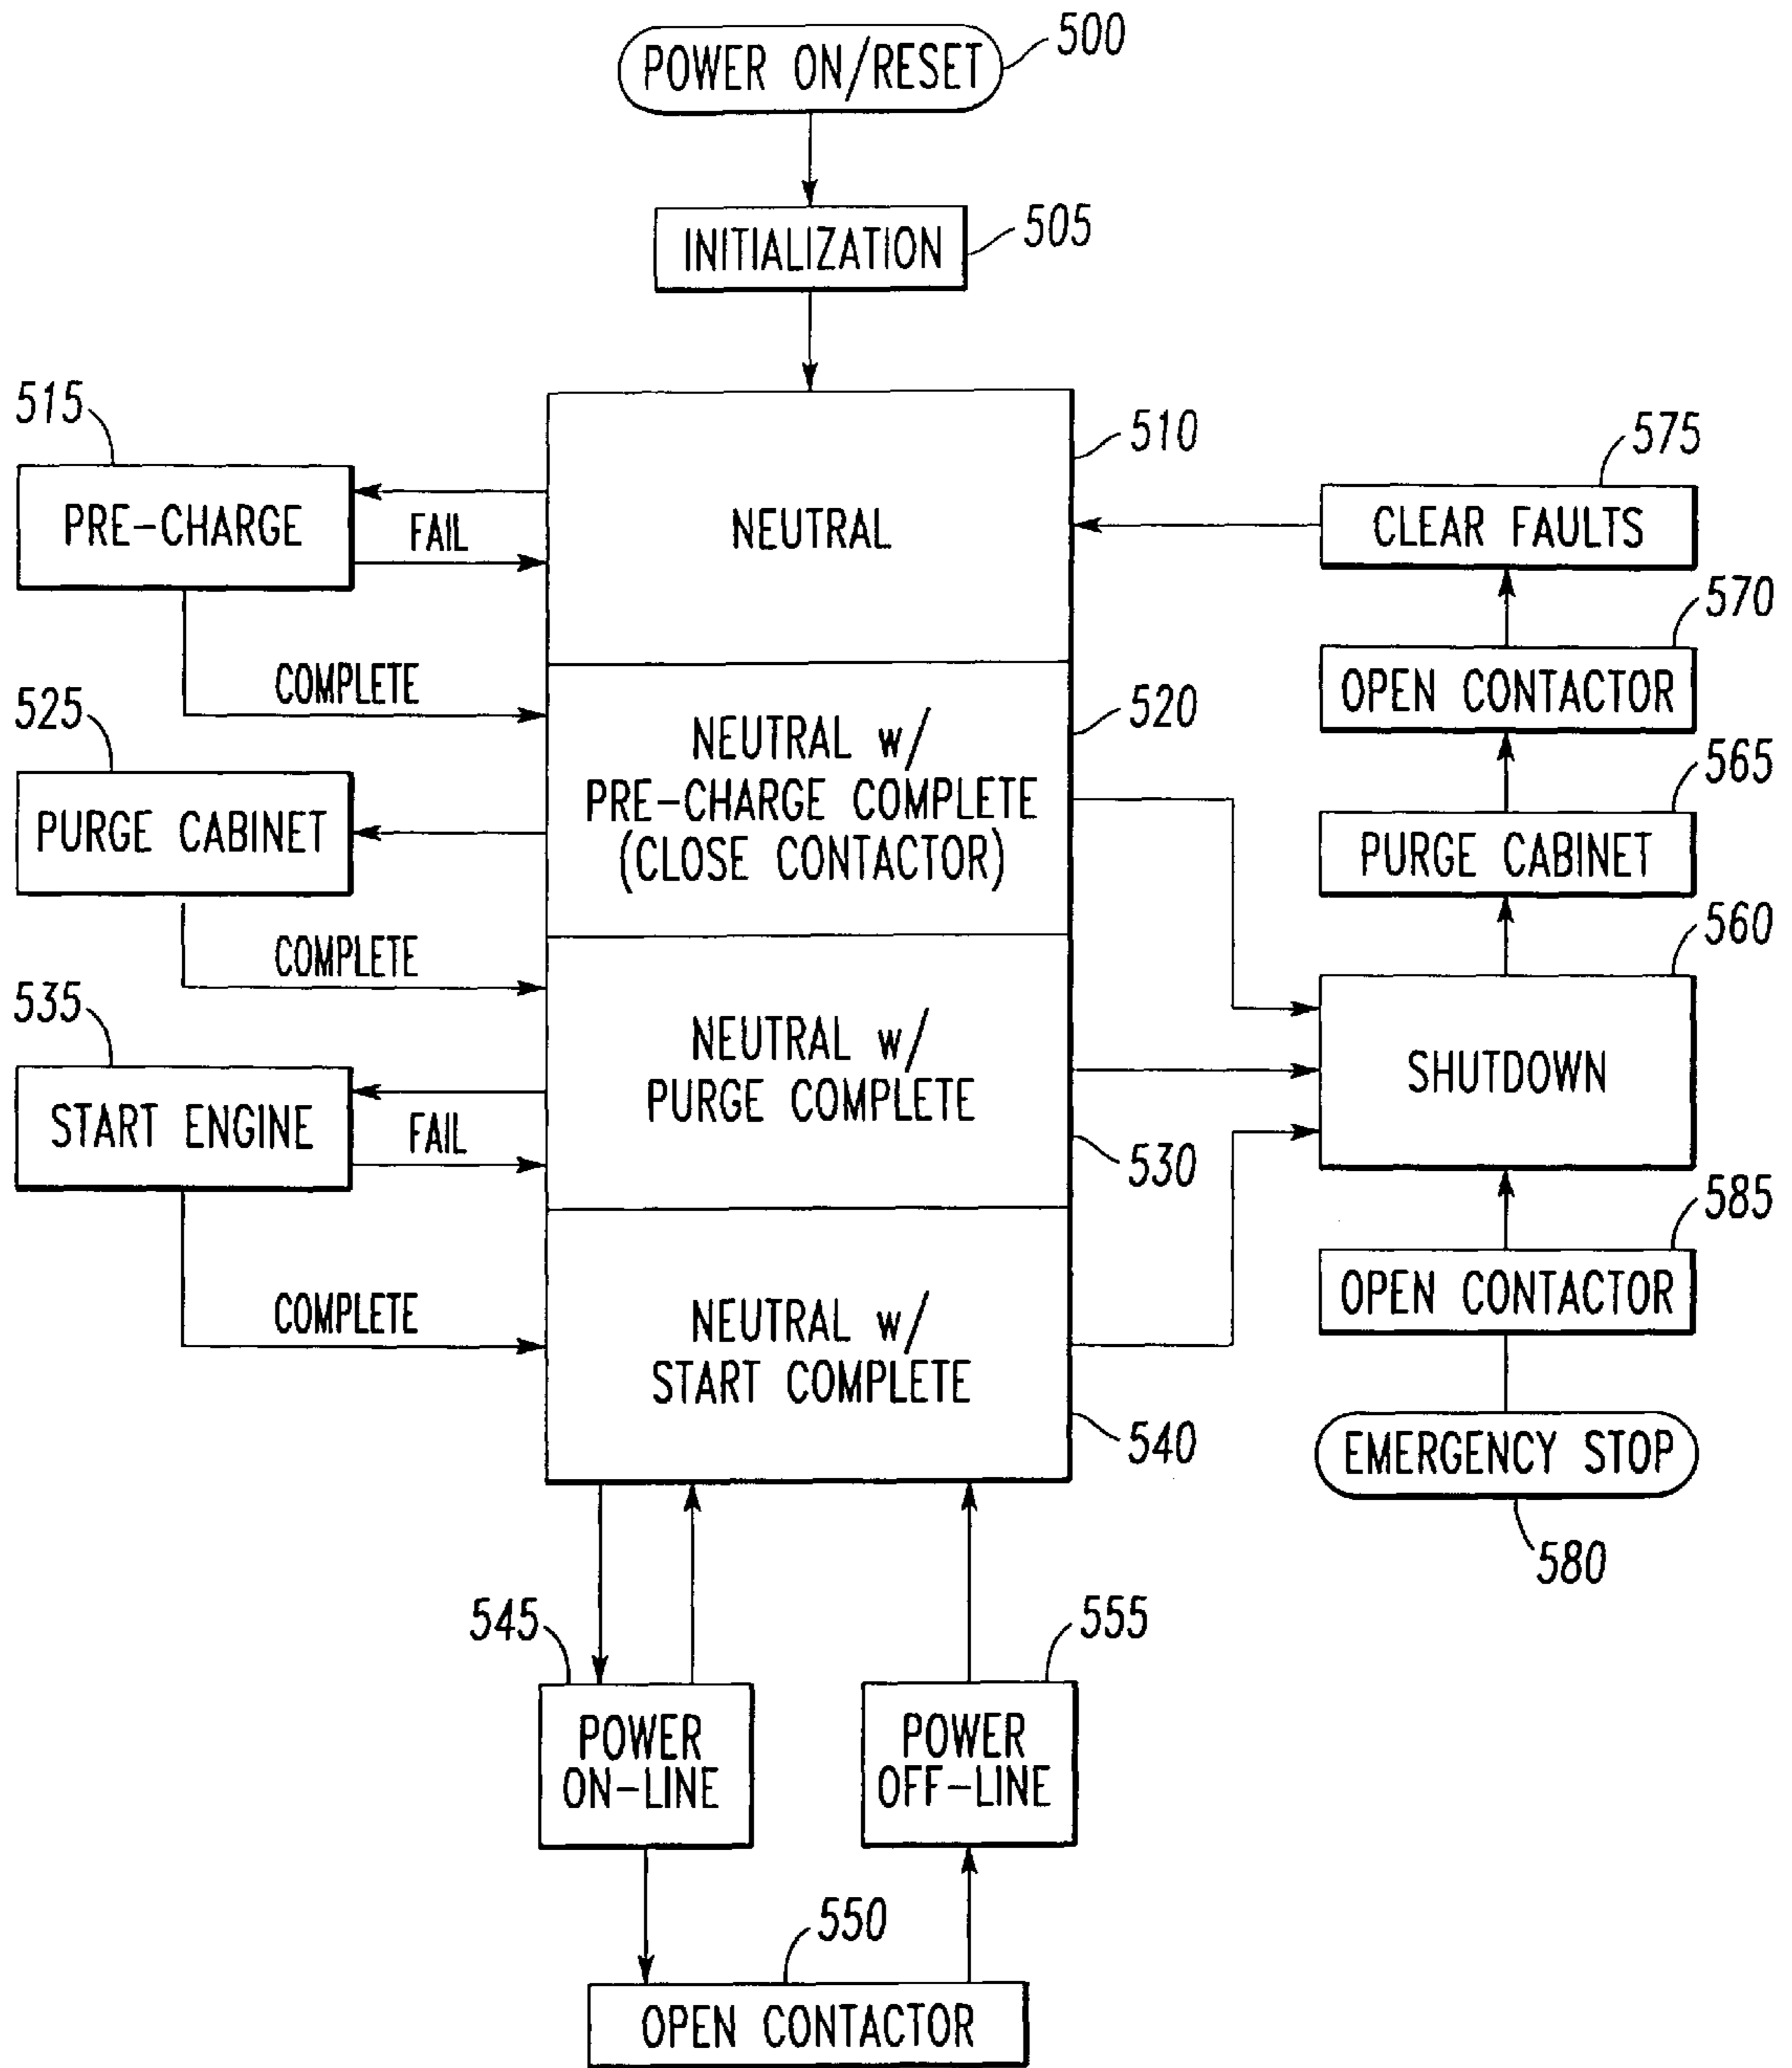 POWER ON/RESET
500
INITIALIZATION
505
515
PRE-CHARGE
FAIL
COMPLETE
NEUTRAL
510
575
CLEAR FAULTS
570
OPEN CONTACTOR
525
PURGE CABINET
COMPLETE
NEUTRAL w/
PRE-CHARGE COMPLETE
(CLOSE CONTACTOR)
520
565
PURGE CABINET
560
SHUTDOWN
535
START ENGINE
FAIL
COMPLETE
NEUTRAL w/
PURGE COMPLETE
530
585
OPEN CONTACTOR
NEUTRAL w/
START COMPLETE
540
EMERGENCY STOP
580
545
POWER
ON-LINE
555
POWER
OFF-LINE
550
OPEN CONTACTOR